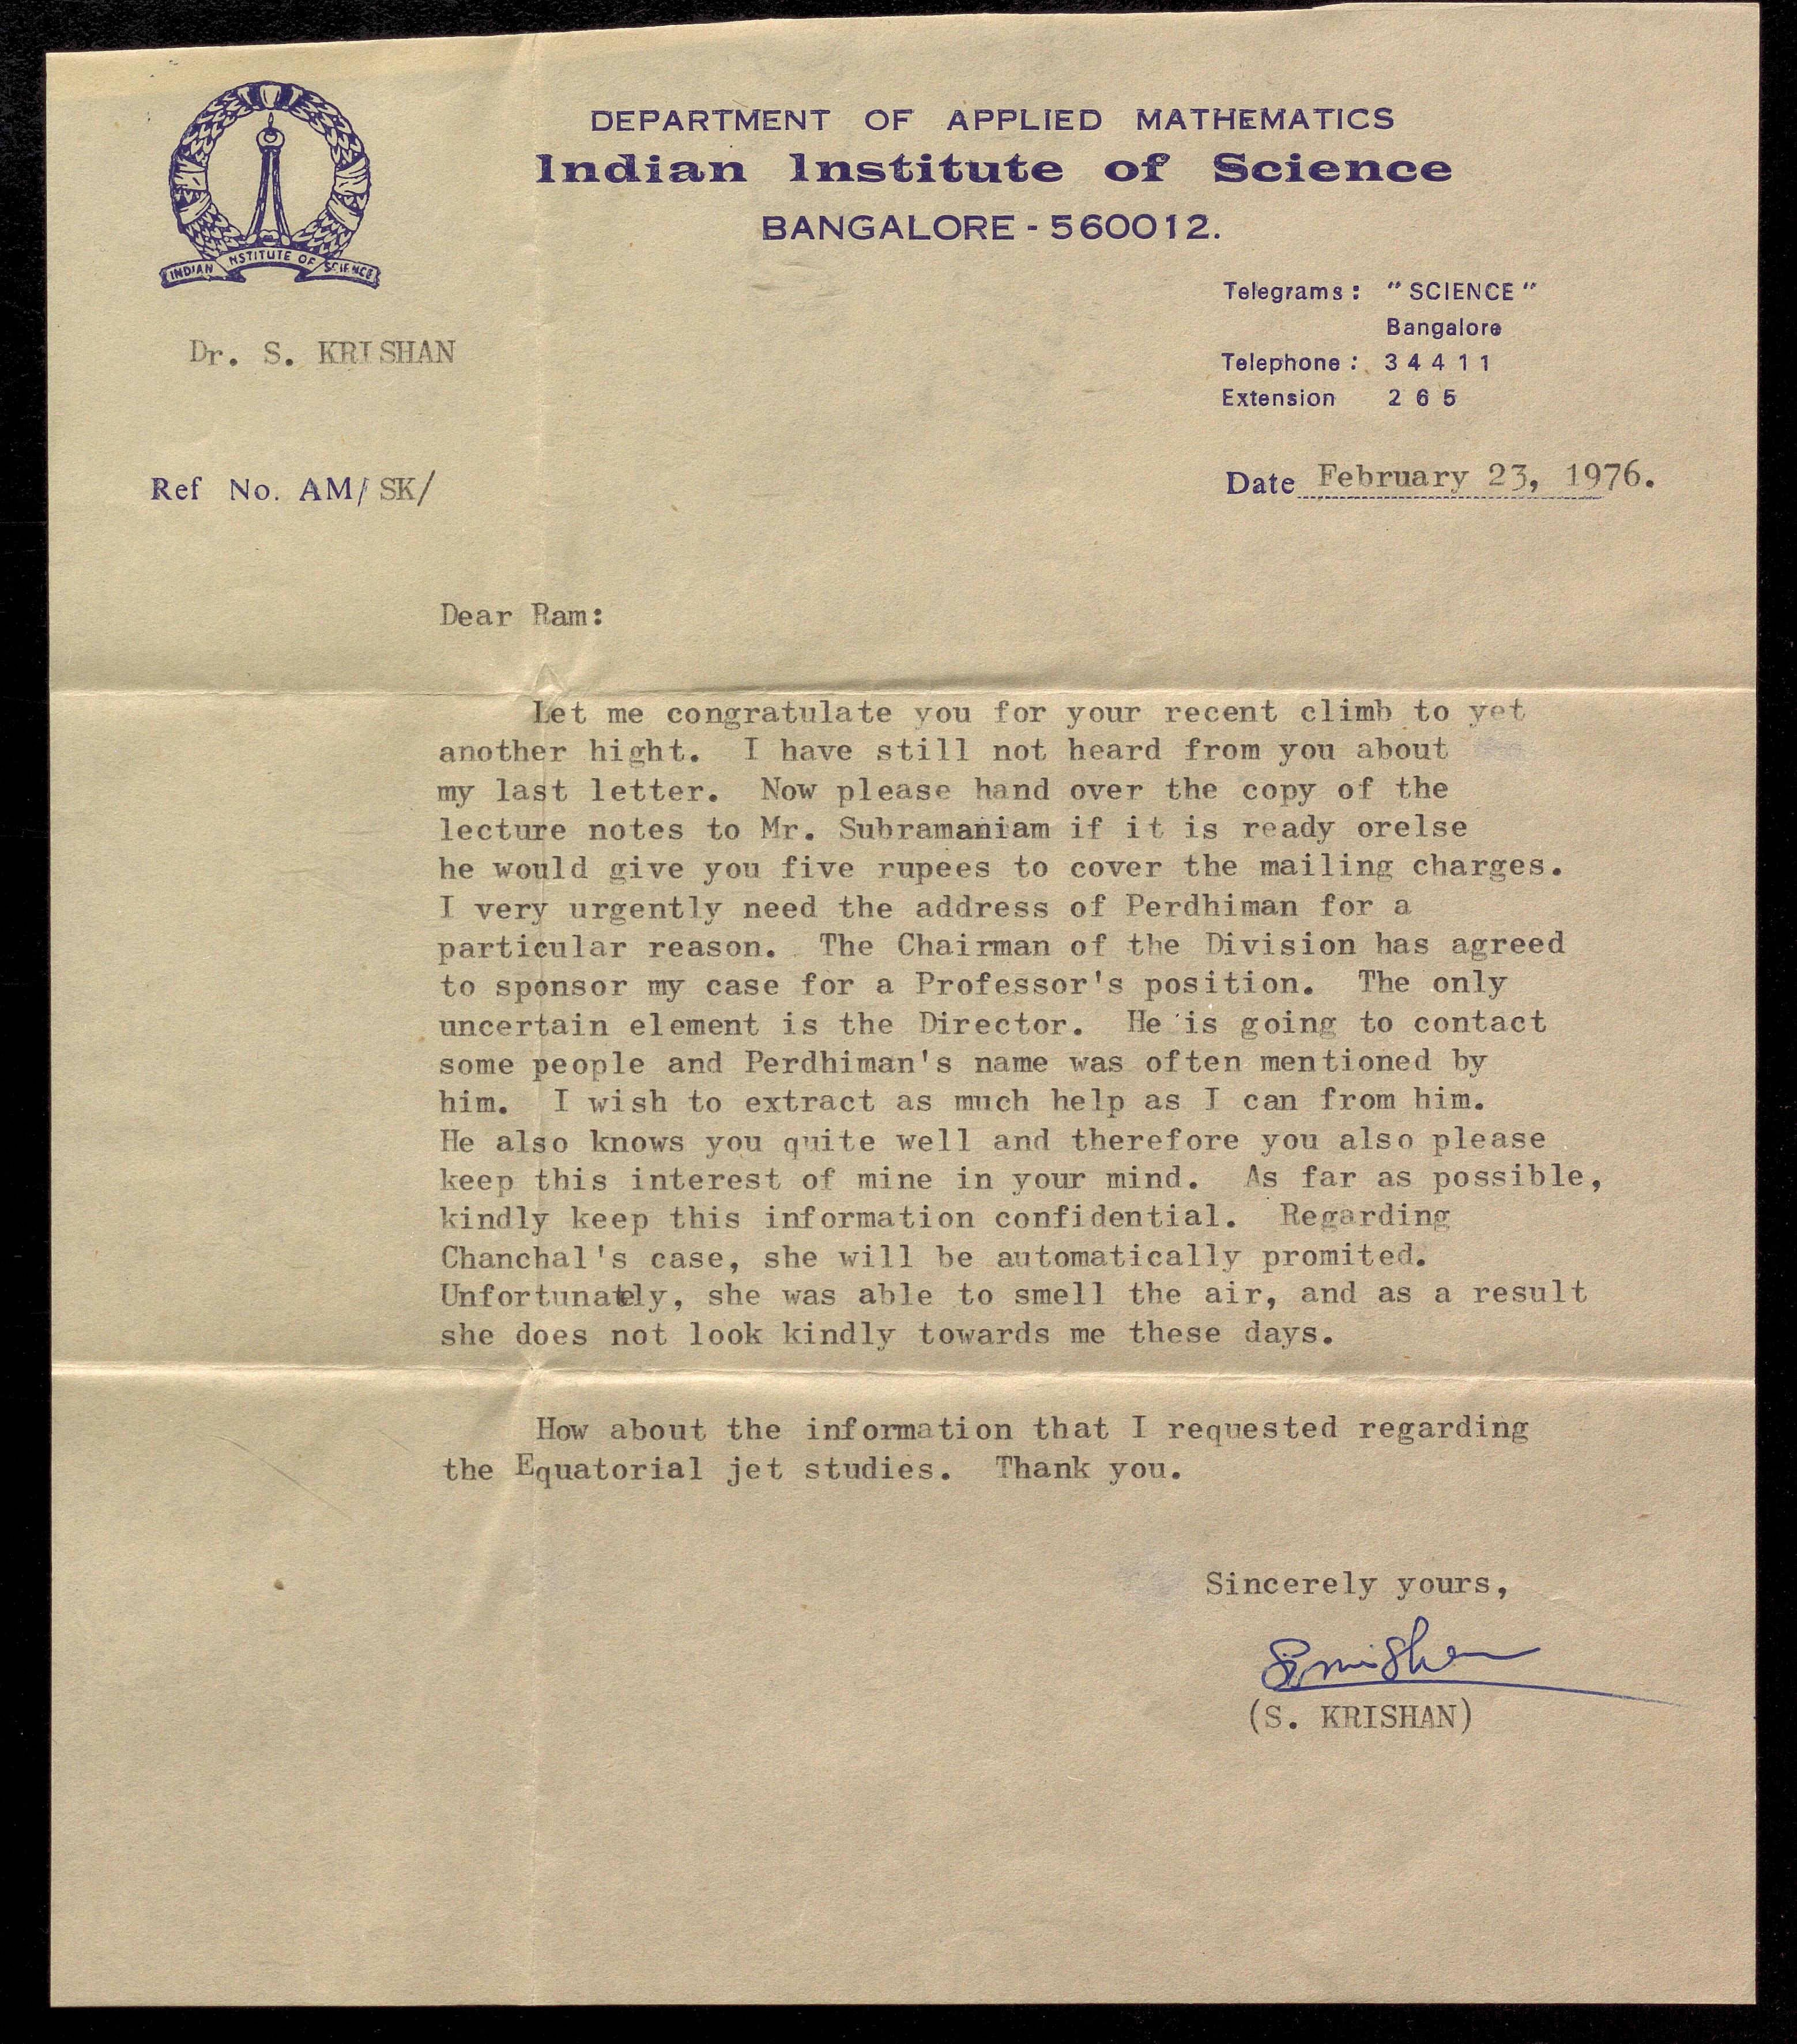 INDIAN INSTITUTE OF SCIENCE
DEPARTMENT OF APPLIED MATHEMATICS
Indian Institute of Science
BANGALORE - 560012.
Telegrams : "SCIENCE"
Bangalore
Telephone : 34411
Extension 265
Dr. S. KRISHAN
Ref No. AM/ SK/
Date February 23, 1976.
Dear Ram:
Let me congratulate you for your recent climb to yet
another hight. I have still not heard from you about
my last letter. Now please hand over the copy of the
lecture notes to Mr. Subramaniam if it is ready orelse
he would give you five rupees to cover the mailing charges.
I very urgently need the address of Perdhiman for a
particular reason. The Chairman of the Division has agreed
to sponsor my case for a Professor's position. The only
uncertain element is the Director. He is going to contact
some people and Perdhiman's name was often mentioned by
him. I wish to extract as much help as I can from him.
He also knows you quite well and therefore you also please
keep this interest of mine in your mind. As far as possible,
kindly keep this information confidential. Regarding
Chanchal's case, she will be automatically promited.
Unfortunately, she was able to smell the air, and as a result
she does not look kindly towards me these days.
How about the information that I requested regarding
the Equatorial jet studies. Thank you.
Sincerely yours,
(S. KRISHAN)